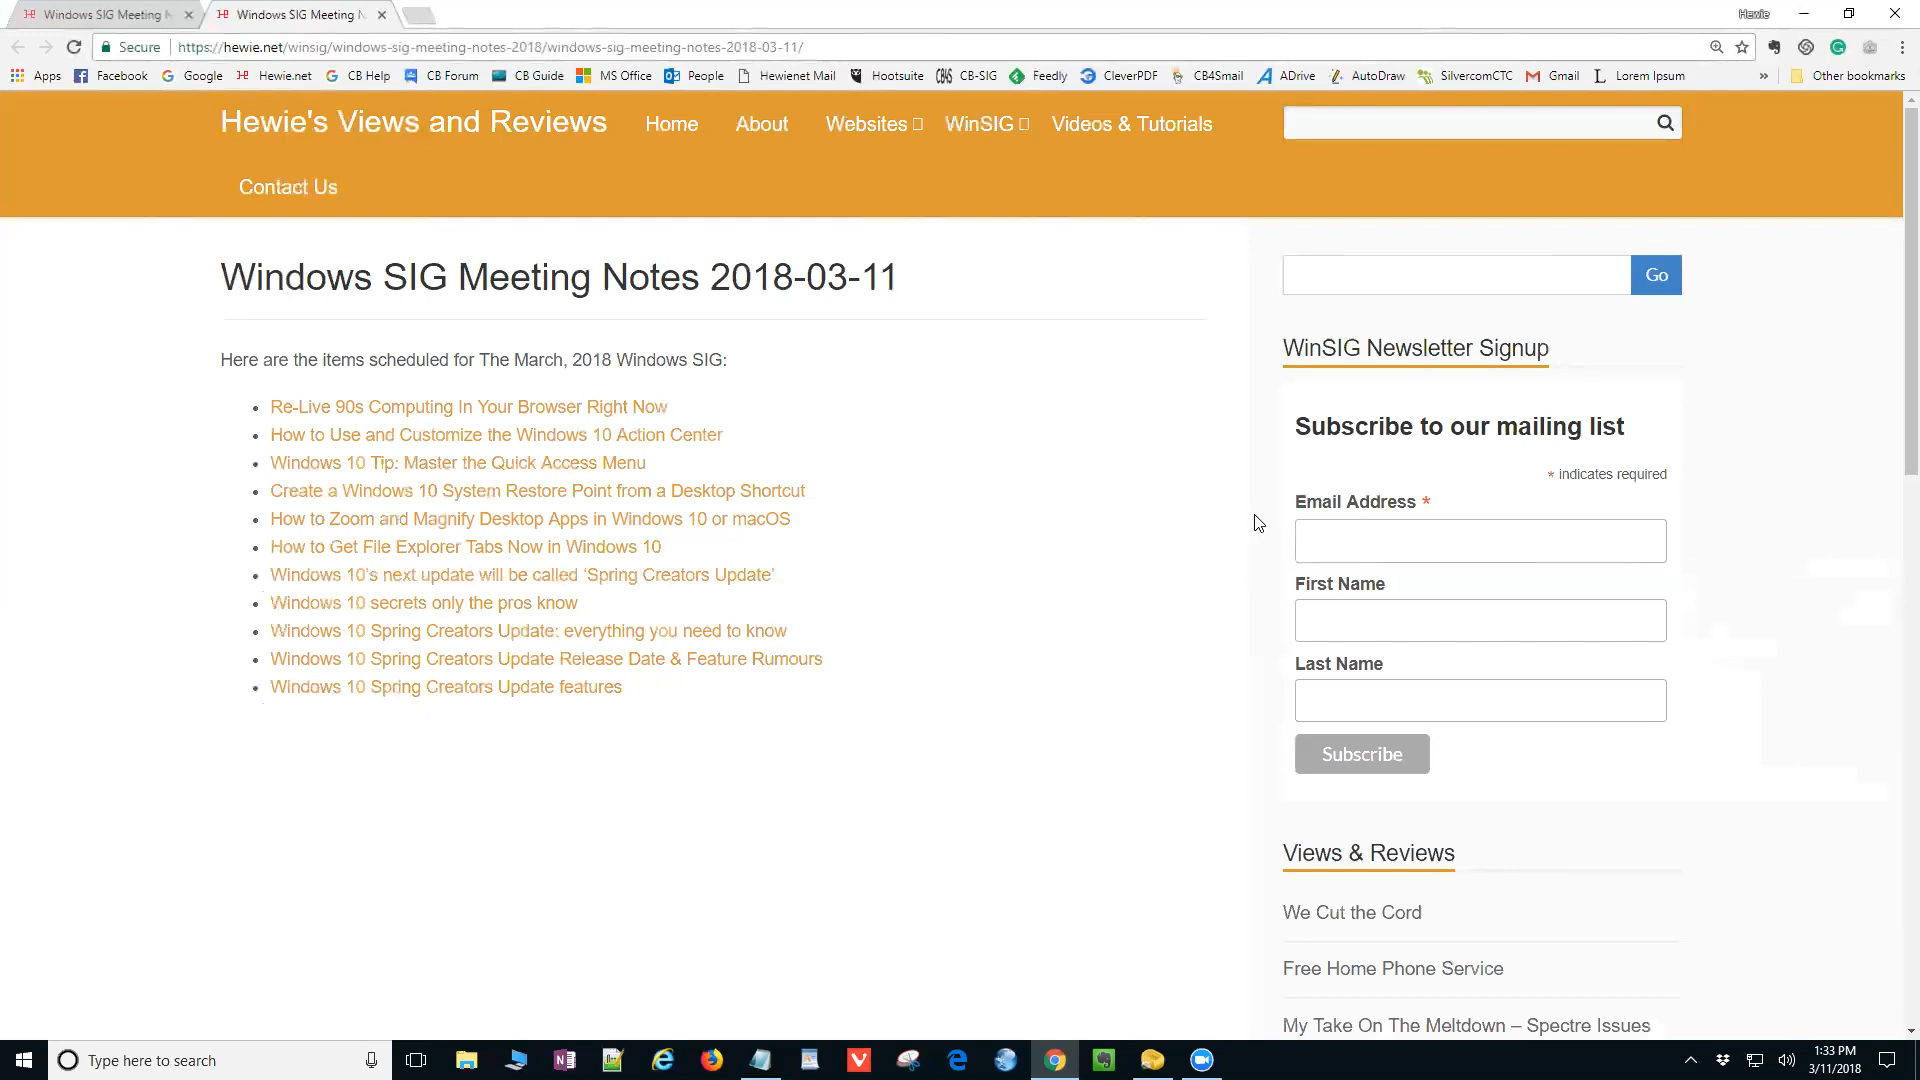 Windows SIG Meeting N
Windows SIG Meeting N
Hewie
Secure
https://hewie.net/winsig/windows-sig-meeting-notes-2018/windows-sig-meeting-notes-2018-03-11/
Apps Facebook Google Hewie.net CB Help CB Forum CB Guide MS Office People Hewienet Mail Hootsuite CB-SIG Feedly CleverPDF CB4Smail ADrive AutoDraw SilvercomCTC Gmail Lorem Ipsum » Other bookmarks
Hewie's Views and Reviews Home About Websites WinSIG Videos & Tutorials
Contact Us
Windows SIG Meeting Notes 2018-03-11
Here are the items scheduled for The March, 2018 Windows SIG:
Re-Live 90s Computing In Your Browser Right Now
How to Use and Customize the Windows 10 Action Center
Windows 10 Tip: Master the Quick Access Menu
Create a Windows 10 System Restore Point from a Desktop Shortcut
How to Zoom and Magnify Desktop Apps in Windows 10 or macOS
How to Get File Explorer Tabs Now in Windows 10
Windows 10's next update will be called ‘Spring Creators Update’
Windows 10 secrets only the pros know
Windows 10 Spring Creators Update: everything you need to know
Windows 10 Spring Creators Update Release Date & Feature Rumours
Windows 10 Spring Creators Update features
Go
WinSIG Newsletter Signup
Subscribe to our mailing list
* indicates required
Email Address *
First Name
Last Name
Subscribe
Views & Reviews
We Cut the Cord
Free Home Phone Service
My Take On The Meltdown – Spectre Issues
Type here to search
1:33 PM
3/11/2018